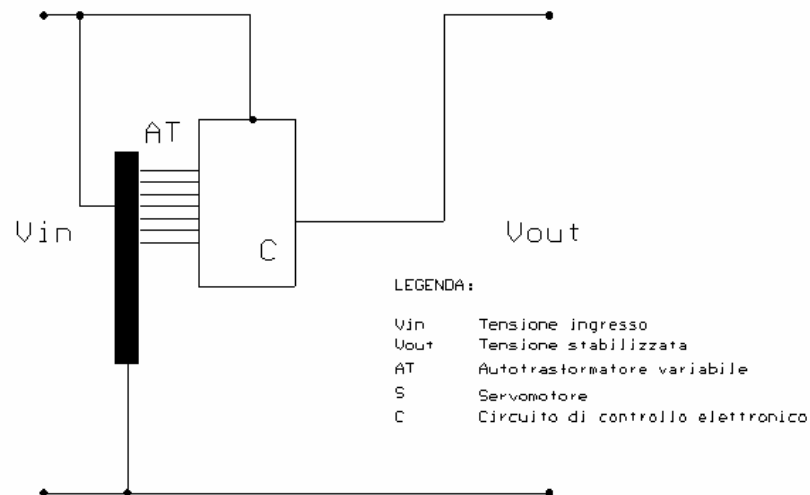 AT
Vin
Vout
C
LEGENDA:
Vin Tensione ingresso
Vout Tensione stabilizzata
AT Autotrasformatore variabile
S Servomotore
C Circuito di controllo elettronico